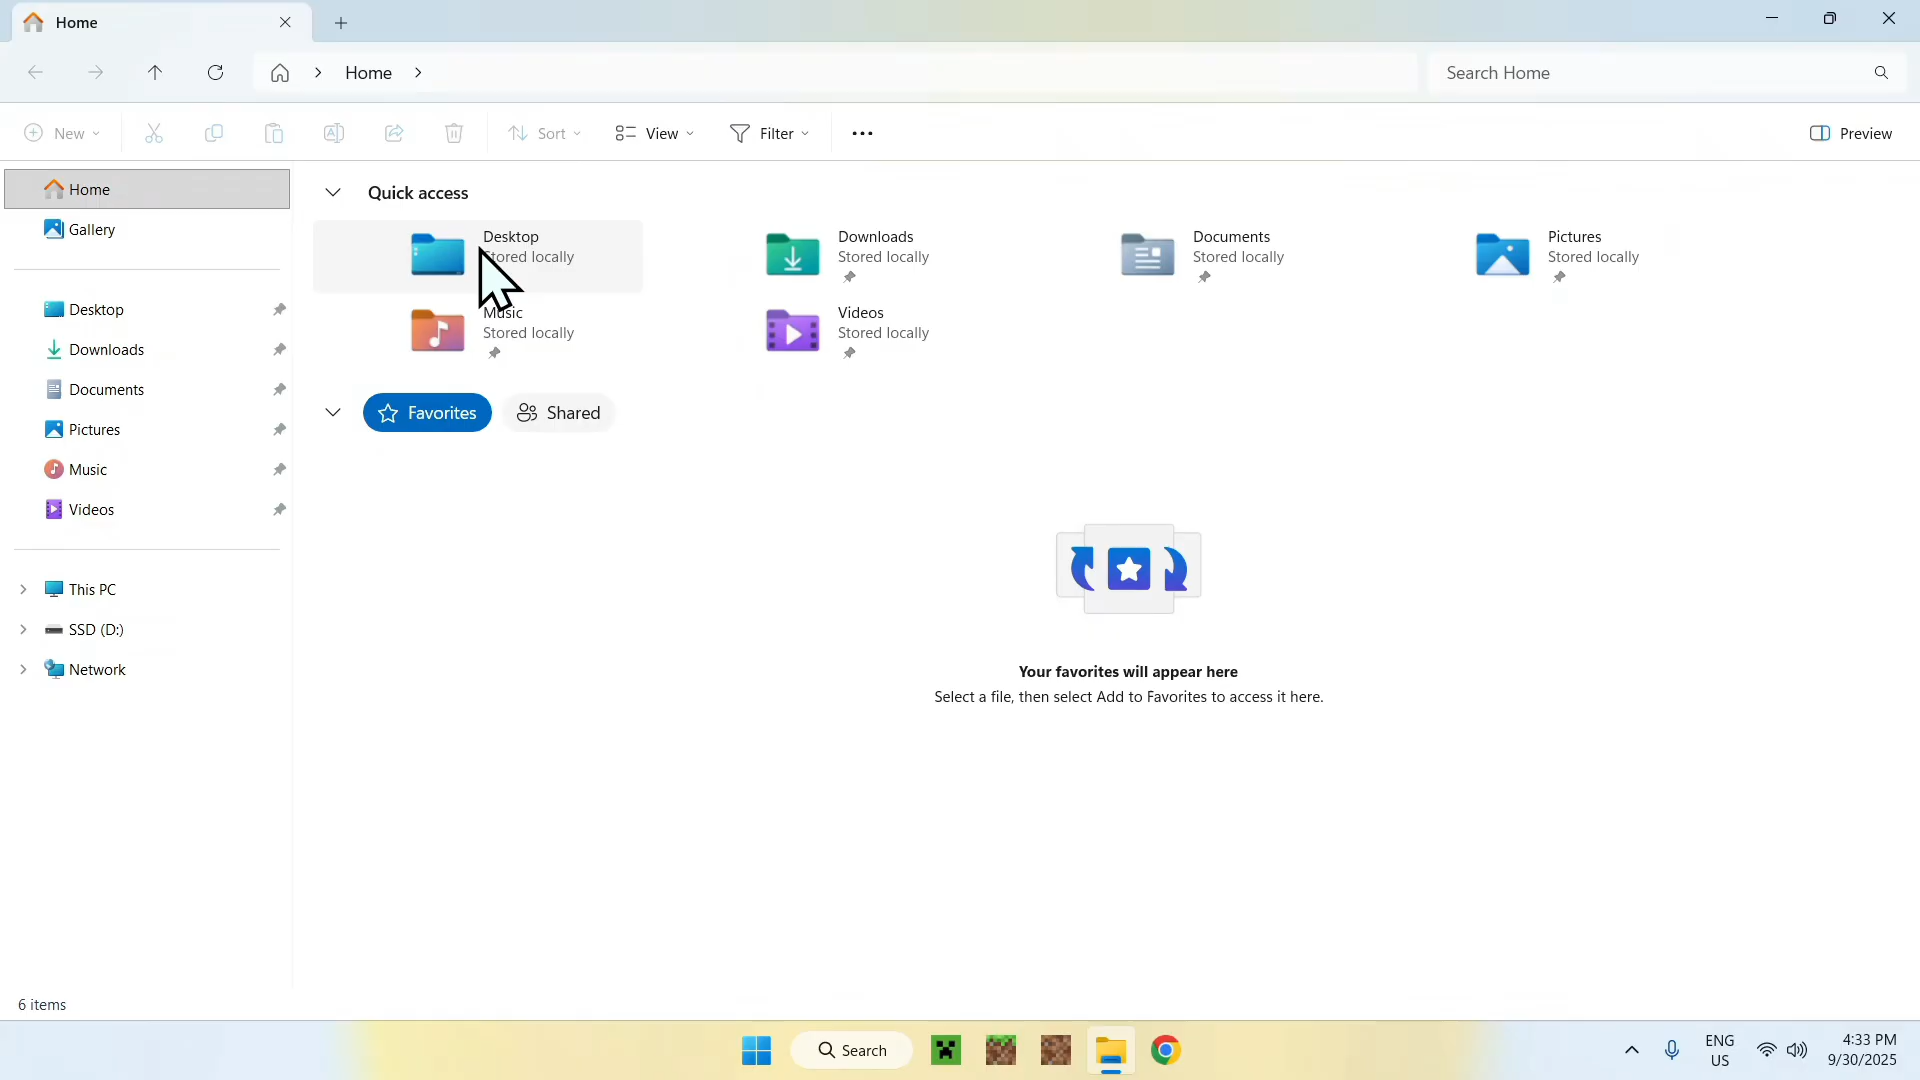 Home
Home
Search Home
New
Sort
View
Filter
Preview
Home
Gallery
Desktop
Downloads
Documents
Pictures
Music
Videos
This PC
SSD (D:)
Network
Quick access
Desktop
Stored locally
Downloads
Stored locally
Documents
Stored locally
Pictures
Stored locally
Music
Stored locally
Videos
Stored locally
Favorites
Shared
Your favorites will appear here
Select a file, then select Add to Favorites to access it here.
6 items
Search
ENG
US
4:33 PM
9/30/2025